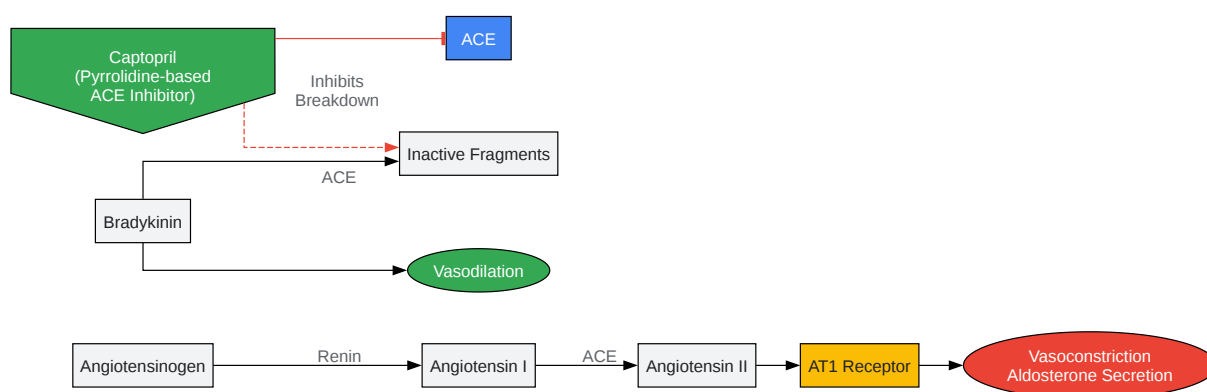 Captopril
(Pyrrolidine-based
ACE Inhibitor)
ACE
Inhibits
Breakdown
Inactive Fragments
ACE
Bradykinin
Vasodilation
Angiotensinogen
Renin
Angiotensin I
ACE
Angiotensin II
AT1 Receptor
Vasoconstriction
Aldosterone Secretion